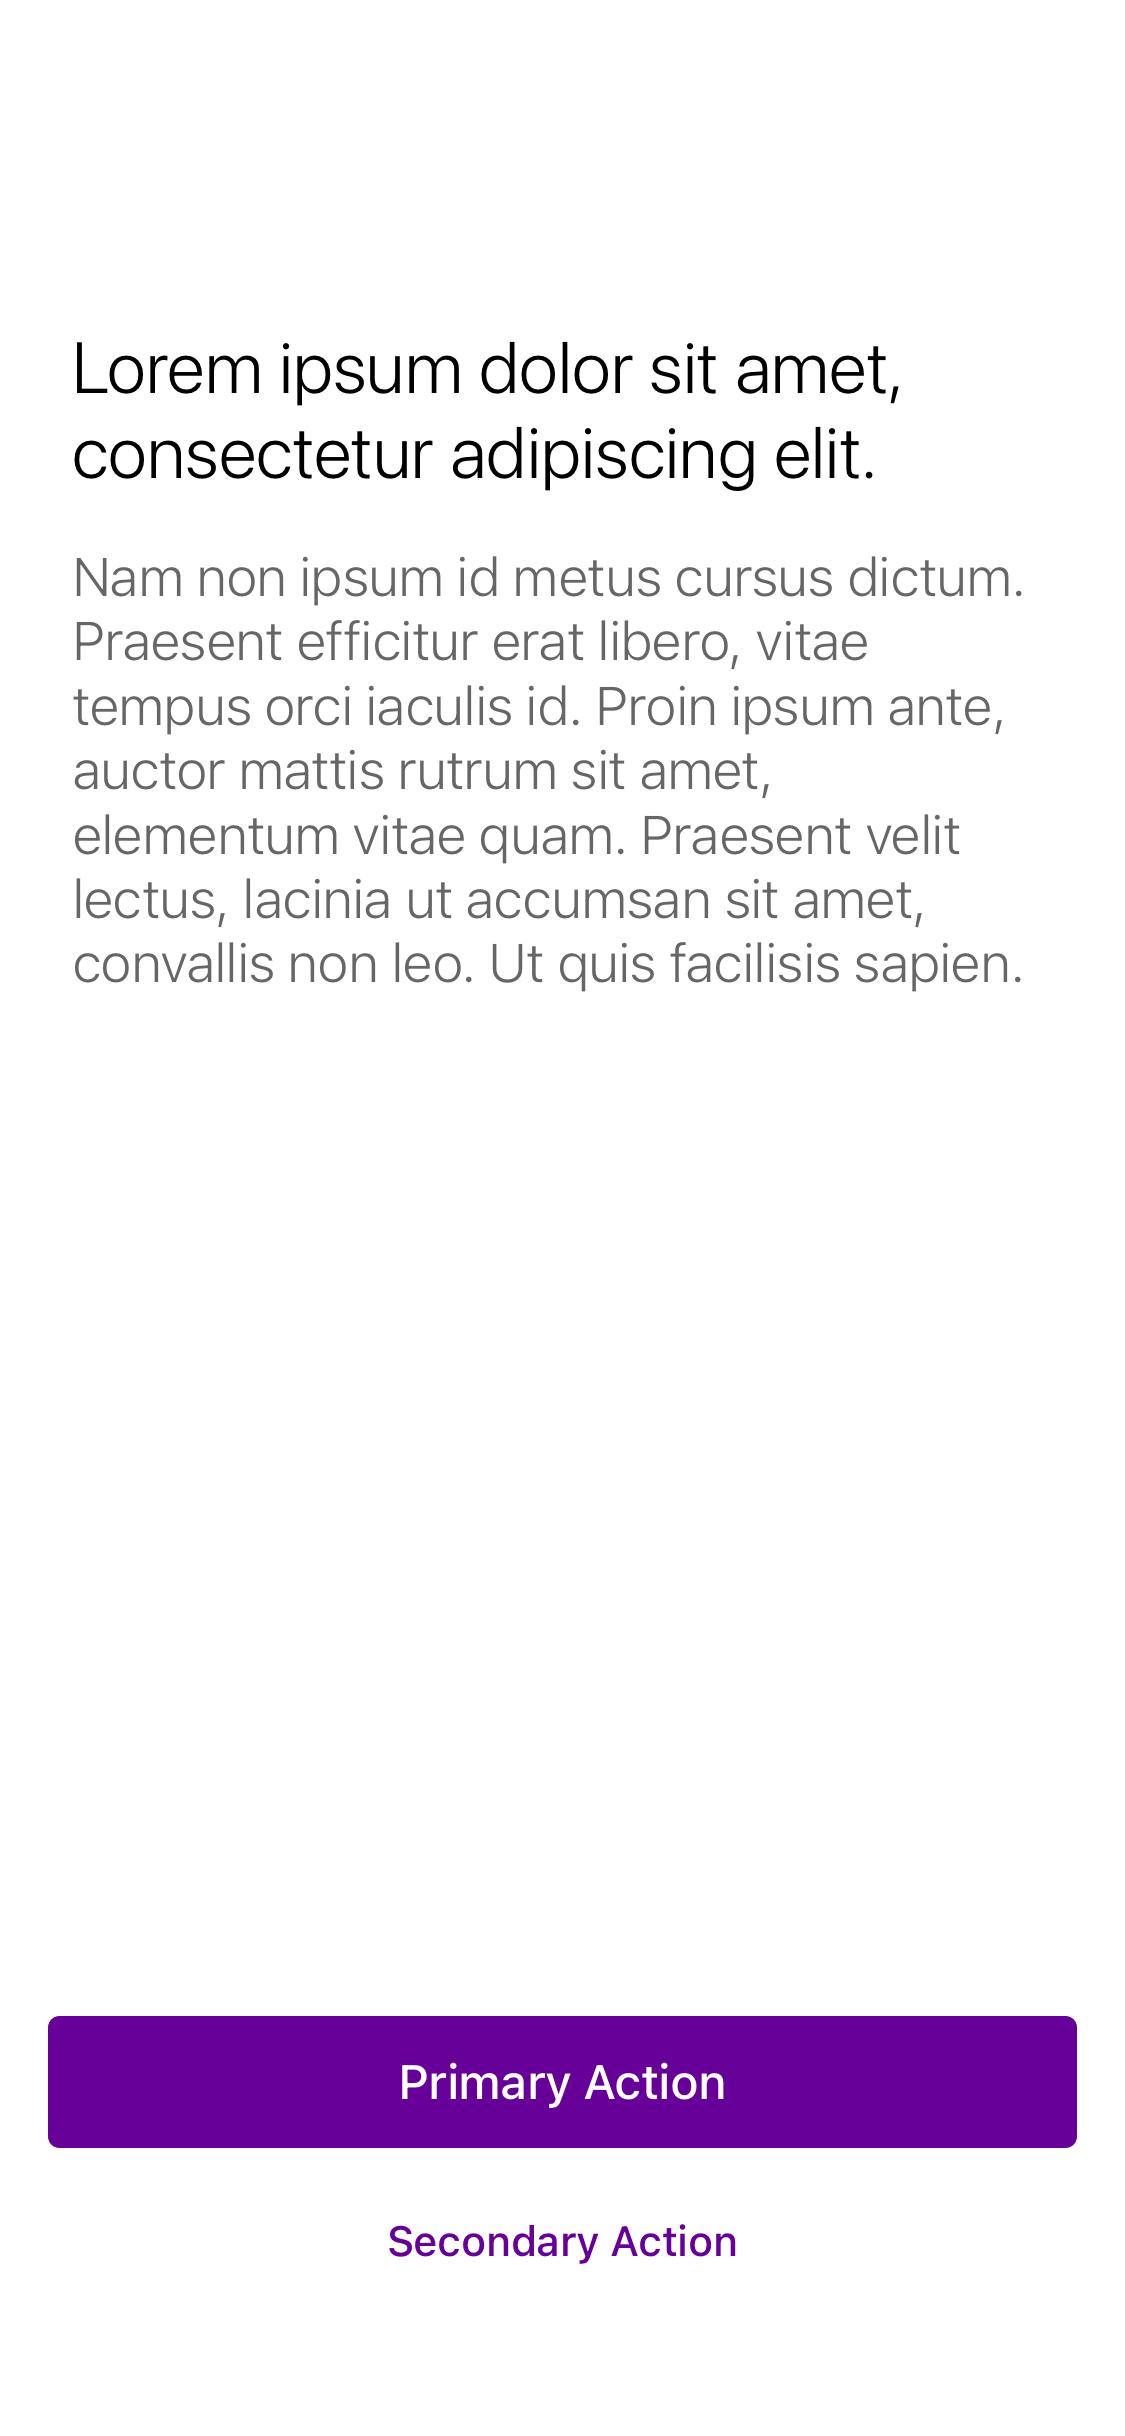 Lorem ipsum dolor sit amet,
consectetur adipiscing elit.
Nam non ipsum id metus cursus dictum.
Praesent efficitur erat libero, vitae
tempus orci iaculis id. Proin ipsum ante,
auctor mattis rutrum sit amet,
elementum vitae quam. Praesent velit
lectus, lacinia ut accumsan sit amet,
convallis non leo. Ut quis facilisis sapien.
Primary Action
Secondary Action